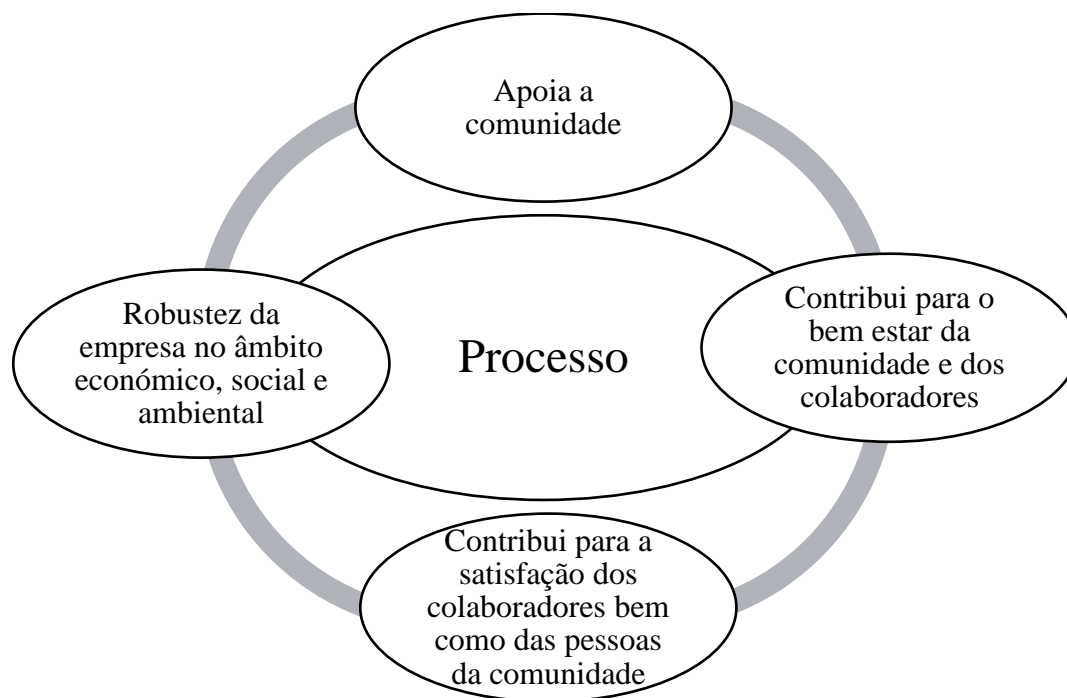 Apoia a
comunidade
Robustez da
empresa no âmbito
económico, social e
ambiental
Processo
Contribui para o
bem estar da
comunidade e dos
colaboradores
Contribui para a
satisfação dos
colaboradores bem
como das pessoas
da comunidade